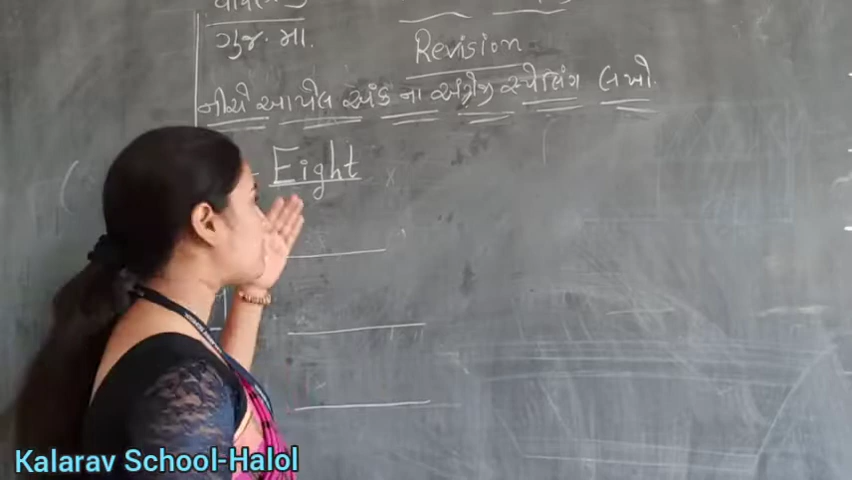 ગુજ. મા.
Revision
નીચે આપેલ અંક ના અંગ્રેજી સ્પેલિંગ લખો.
Eight
Kalarav School-Halol